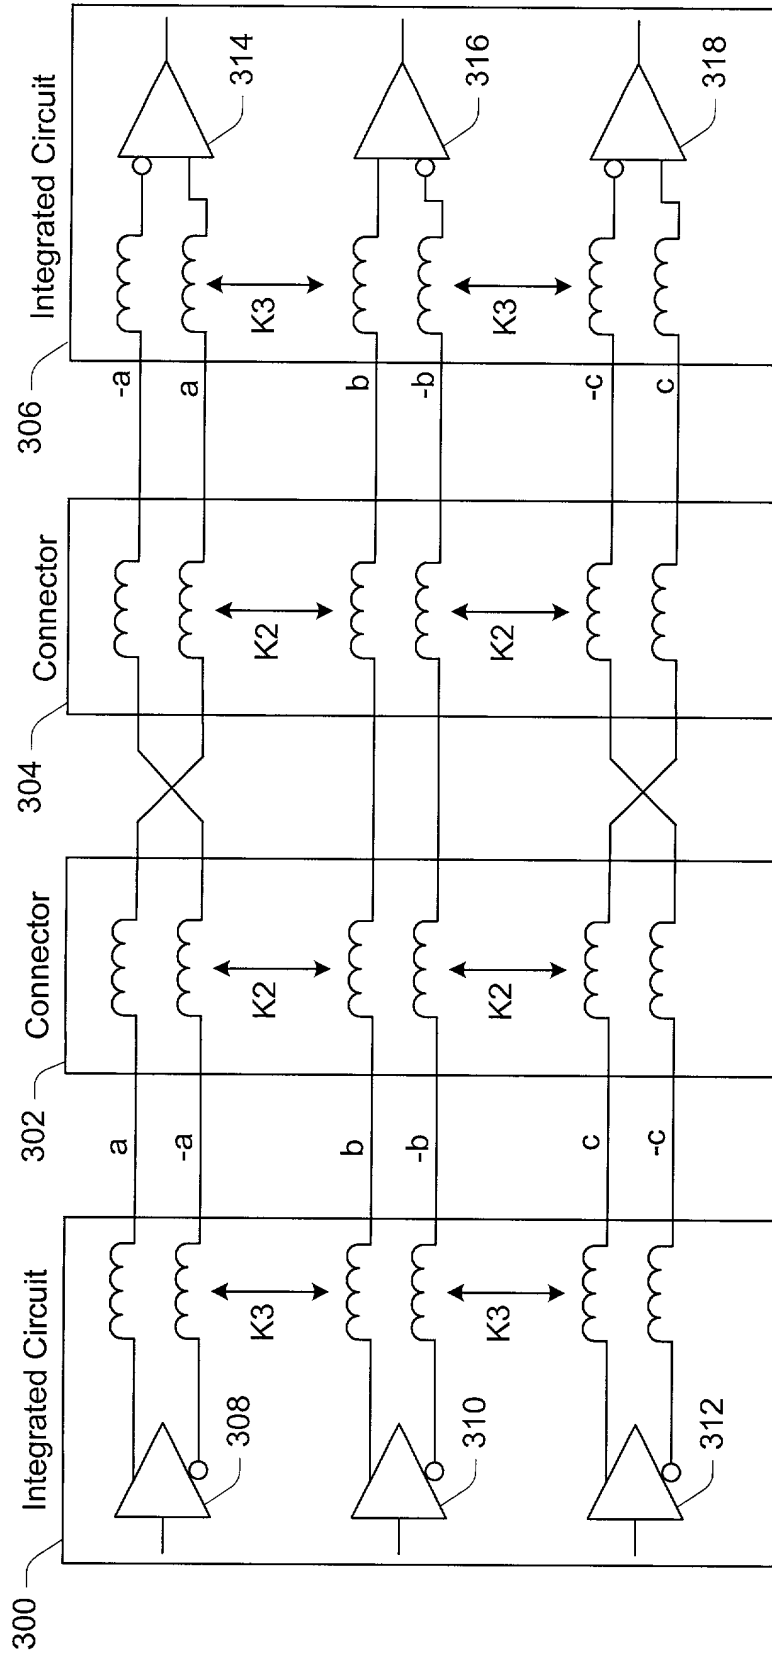 300
Integrated Circuit
302
Connector
304
Connector
306
Integrated Circuit
308
a
-a
-a
a
314
K3
K2
K2
K3
310
b
-b
b
-b
316
K3
K2
K2
K3
312
c
-c
-c
c
318